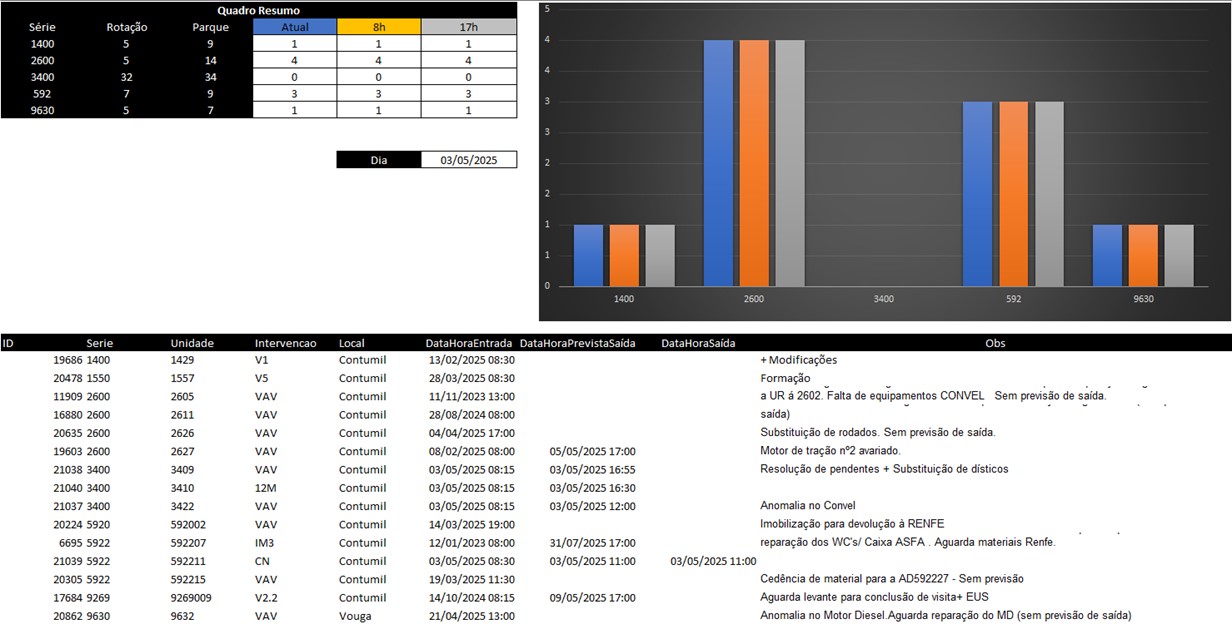 Quadro Resumo
Série Rotação Parque Atual 8h 17h
1400 5 9 1 1 1
2600 5 14 4 4 4
3400 32 34 0 0 0
592 7 9 3 3 3
9630 5 7 1 1 1
Dia 03/05/2025
5
4
4
3
3
2
2
1
1
0
1400 2600 3400 592 9630
ID Serie Unidade Intervencao Local DataHoraEntrada DataHoraPrevistaSaída DataHoraSaída Obs
19686 1400 1429 V1 Contumil 13/02/2025 08:30 + Modificações
20478 1550 1557 V5 Contumil 28/03/2025 08:30 Formação
11909 2600 2605 VAV Contumil 11/11/2023 13:00 a UR á 2602. Falta de equipamentos CONVEL Sem previsão de saída.
16880 2600 2611 VAV Contumil 28/08/2024 08:00 saída)
20635 2600 2626 VAV Contumil 04/04/2025 17:00 Substituição de rodados. Sem previsão de saída.
19603 2600 2627 VAV Contumil 08/02/2025 08:00 05/05/2025 17:00 Motor de tração nº2 avariado.
21038 3400 3409 VAV Contumil 03/05/2025 08:15 03/05/2025 16:55 Resolução de pendentes + Substituição de dísticos
21040 3400 3410 12M Contumil 03/05/2025 08:15 03/05/2025 16:30
21037 3400 3422 VAV Contumil 03/05/2025 08:15 03/05/2025 12:00 Anomalia no Convel
20224 5920 592002 VAV Contumil 14/03/2025 19:00 Imobilização para devolução à RENFE
6695 5922 592207 IM3 Contumil 12/01/2023 08:00 31/07/2025 17:00 reparação dos WC's/ Caixa ASFA . Aguarda materiais Renfe.
21039 5922 592211 CN Contumil 03/05/2025 08:30 03/05/2025 11:00 03/05/2025 11:00
20305 5922 592215 VAV Contumil 19/03/2025 11:30 Cedência de material para a AD592227 - Sem previsão
17684 9269 9269009 V2.2 Contumil 14/10/2024 08:15 09/05/2025 17:00 Aguarda levante para conclusão de visita+ EUS
20862 9630 9632 VAV Vouga 21/04/2025 13:00 Anomalia no Motor Diesel.Aguarda reparação do MD (sem previsão de saída)